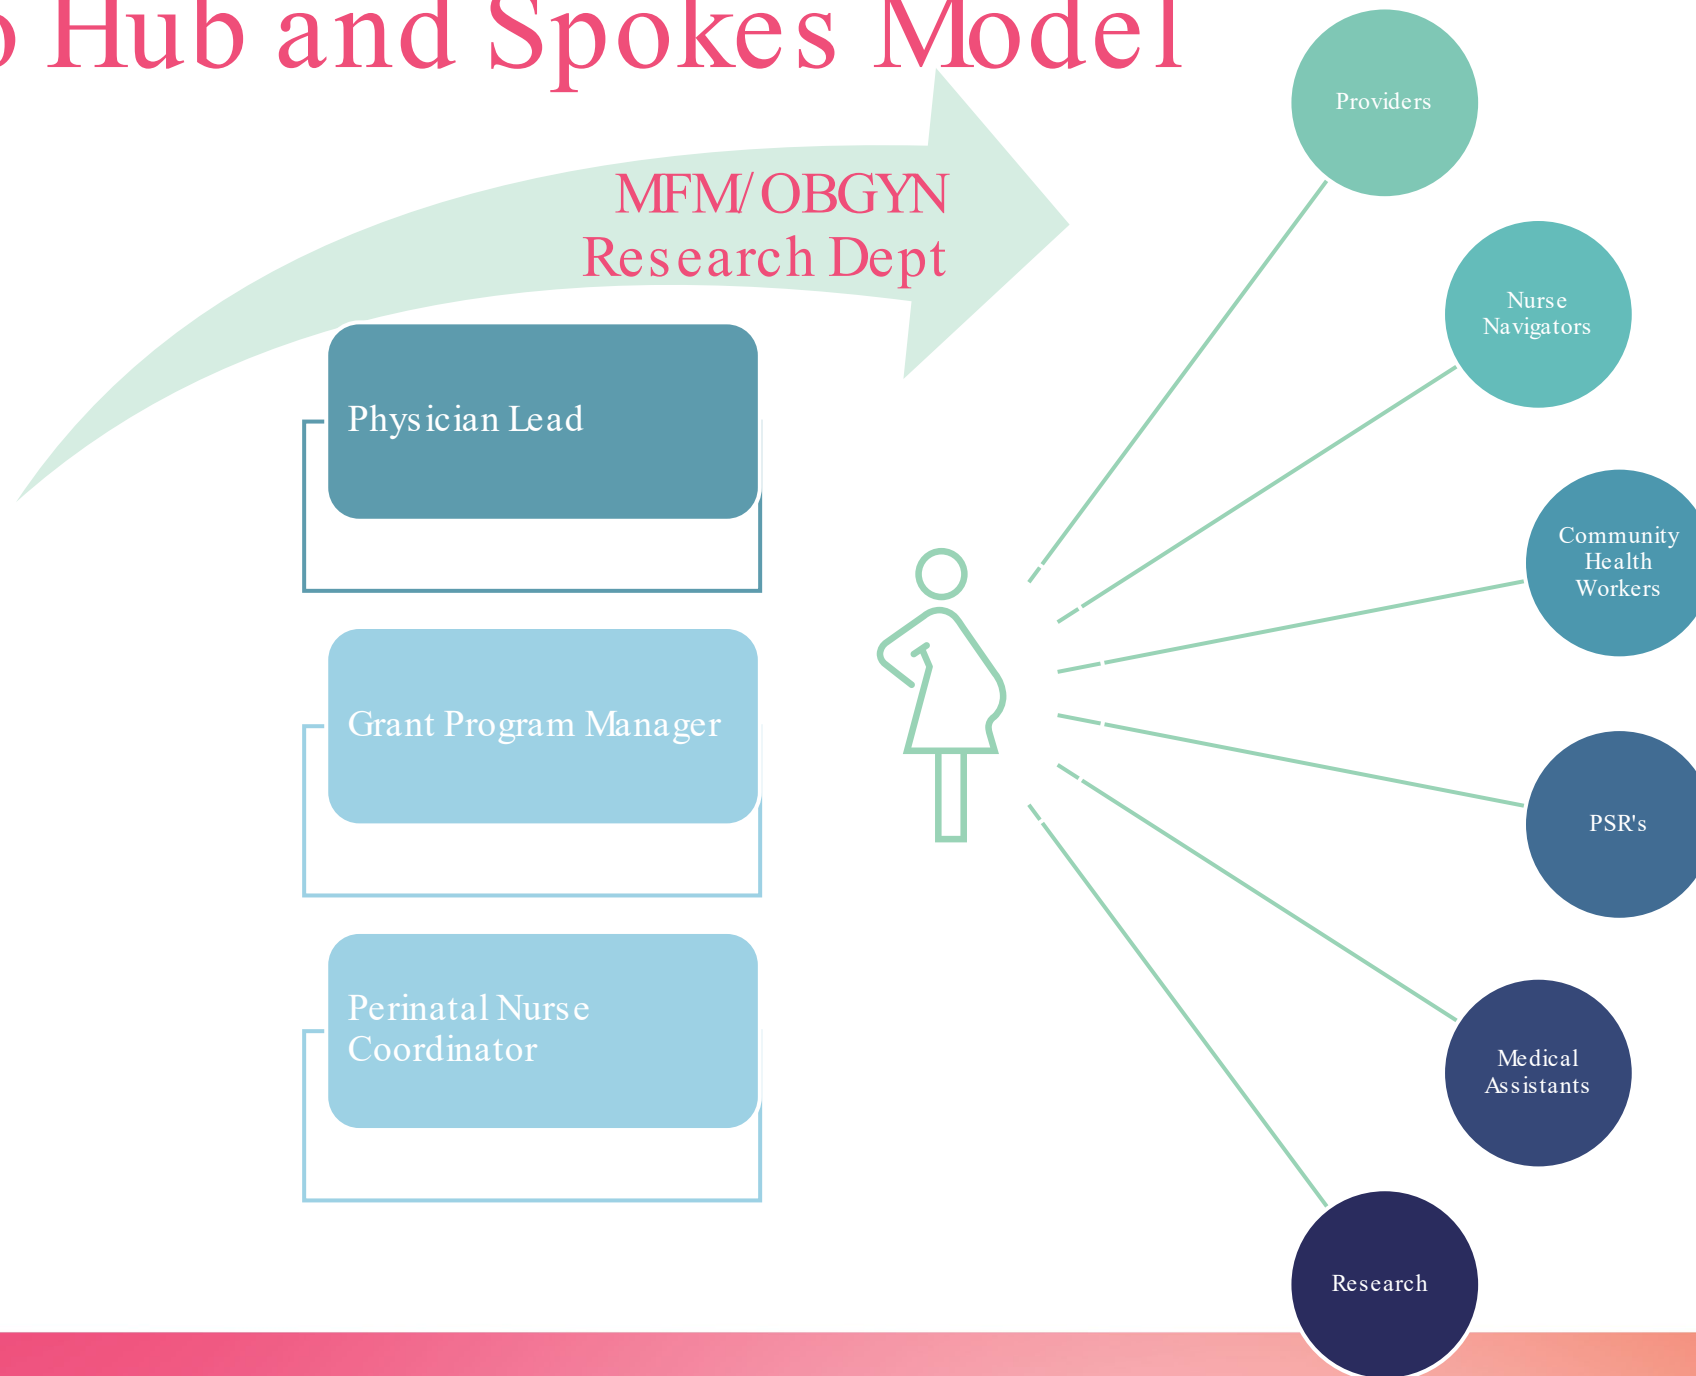 o Hub and Spokes Model
MFM/OBGYN
Research Dept
Physician Lead
Grant Program Manager
Perinatal Nurse
Coordinator
Providers
Nurse
Navigators
Community
Health
Workers
PSR's
Medical
Assistants
Research